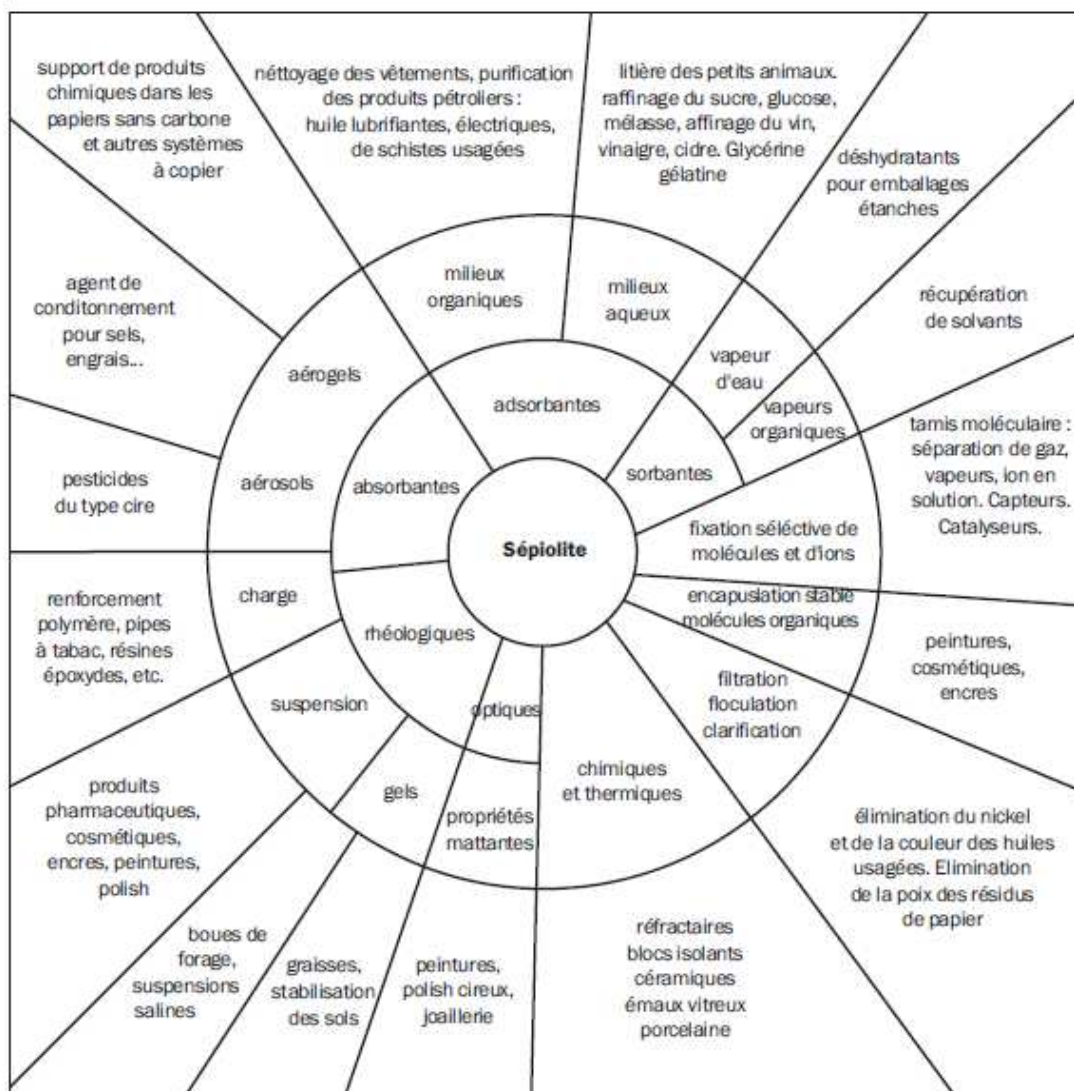 support de produits
chimiques dans les
papiers sans carbone
et autres systèmes
à copier
néttoyage des vêtements, purification
des produits pétroliers :
huile lubrifiantes, électriques,
de schistes usagées
litière des petits animaux.
raffinage du sucre, glucose,
mélasse, affinage du vin,
vinaigre, cidre. Glycérine
gélatine
déshydratants
pour emballages
étanches
récupération
de solvants
agent de
conditonnement
pour sels,
engrais...
milieux
organiques
milieux
aqueux
vapeur
d'eau
vapeurs
organiques
aérogels
adsorbantes
tamis moléculaire :
séparation de gaz,
vapeurs, ion en
solution. Capteurs.
Catalyseurs.
pesticides
du type cire
aérosols
absorbantes
sorbantes
Sépiolite
fixation séléctive de
molécules et d'ions
renforcement
polymère, pipes
à tabac, résines
époxydes, etc.
charge
rhéologiques
encapuslation stable
molécules organiques
peintures,
cosmétiques,
encres
suspension
optiques
filtration
floculation
clarification
chimiques
et thermiques
gels
propriétés
mattantes
produits
pharmaceutiques,
cosmétiques,
encres, peintures,
polish
élimination du nickel
et de la couleur des huiles
usagées. Elimination
de la poix des résidus
de papier
boues de
forage,
suspensions
salines
graisses,
stabilisation
des sols
peintures,
polish cireux,
joaillerie
réfractaires
blocs isolants
céramiques
émaux vitreux
porcelaine